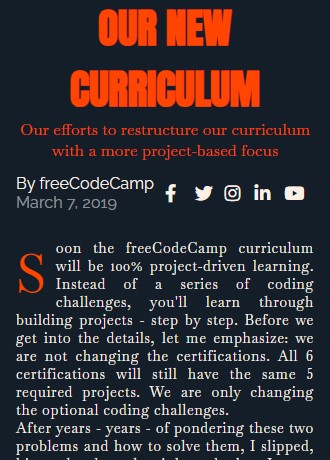 OUR NEW
CURRICULUM
Our efforts to restructure our curriculum
with a more project-based focus
By freeCodeCamp
March 7, 2019
Soon the freeCodeCamp curriculum
will be 100% project-driven learning.
Instead of a series of coding
challenges, you'll learn through
building projects - step by step. Before we
get into the details, let me emphasize: we
are not changing the certifications. All 6
certifications will still have the same 5
required projects. We are only changing
the optional coding challenges.
After years - years - of pondering these two
problems and how to solve them, I slipped,